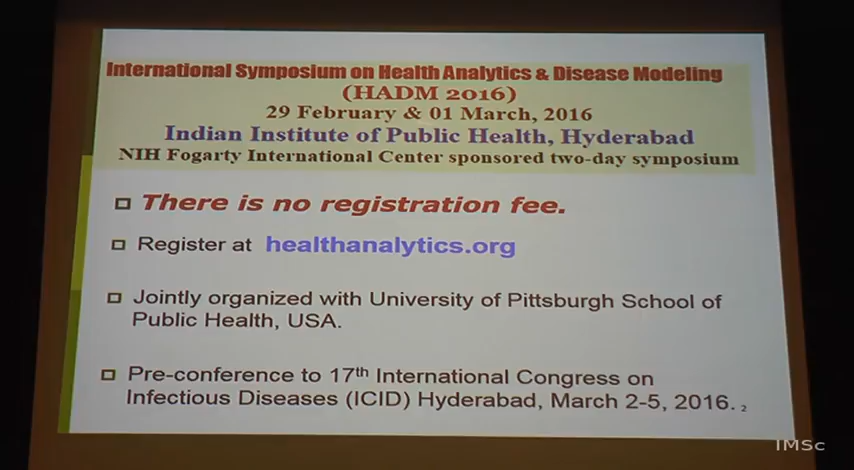 International Symposium on Health Analytics & Disease Modeling
(HADM 2016)
29 February & 01 March, 2016
Indian Institute of Public Health, Hyderabad
NIH Fogarty International Center sponsored two-day symposium
There is no registration fee.
Register at healthanalytics.org
Jointly organized with University of Pittsburgh School of
Public Health, USA.
Pre-conference to 17th International Congress on
Infectious Diseases (ICID) Hyderabad, March 2-5, 2016.
2
IMSc